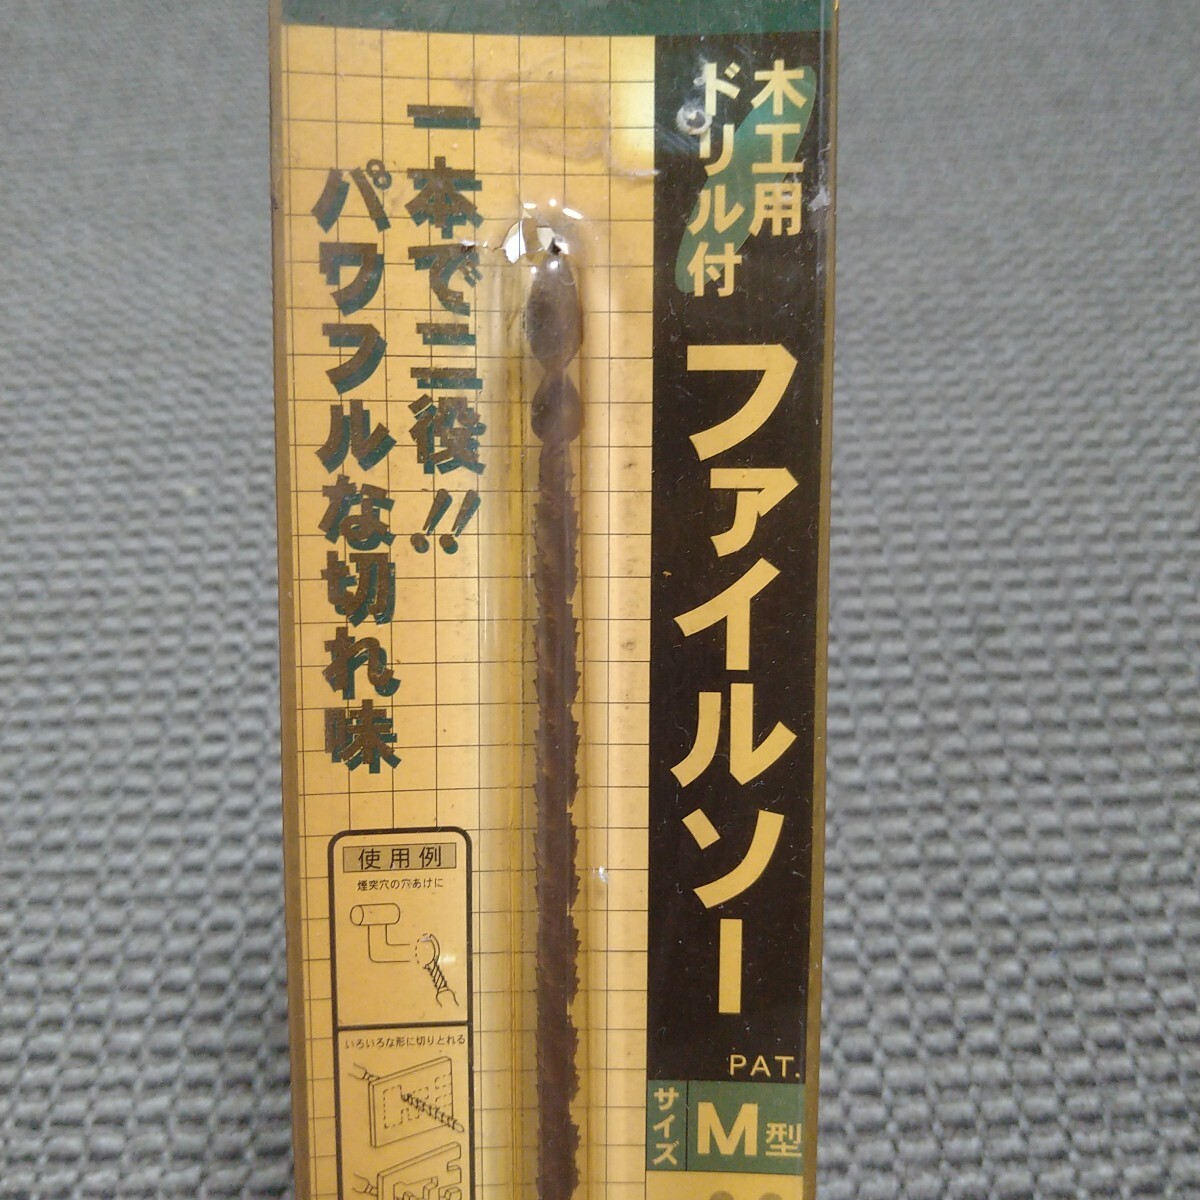 木工用
ドリル付
ファイルソー
PAT.
サイズ
M型
一本で二役!!
パワフルな切れ味
使用例
煙突穴の穴あけに
いろいろな形に切りとれる